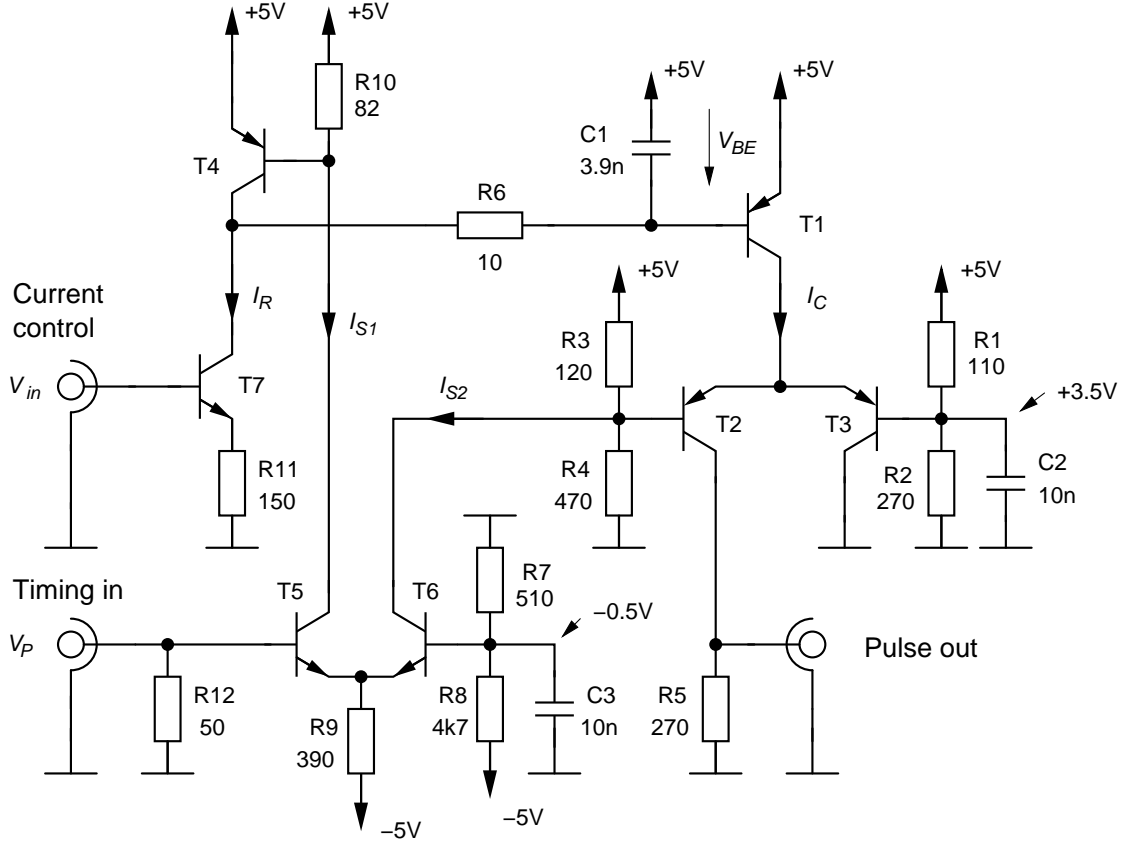 +5V
+5V
R10
82
+5V
+5V
C1
3.9n
V_BE
T4
R6
10
T1
+5V
+5V
Current
control
I_R
I_S1
I_C
R3
120
R1
110
V_in
T7
I_S2
+3.5V
T2
T3
R11
150
R4
470
R2
270
C2
10n
Timing in
T5
T6
R7
510
−0.5V
V_P
Pulse out
R12
50
R9
390
R8
4k7
C3
10n
R5
270
−5V
−5V